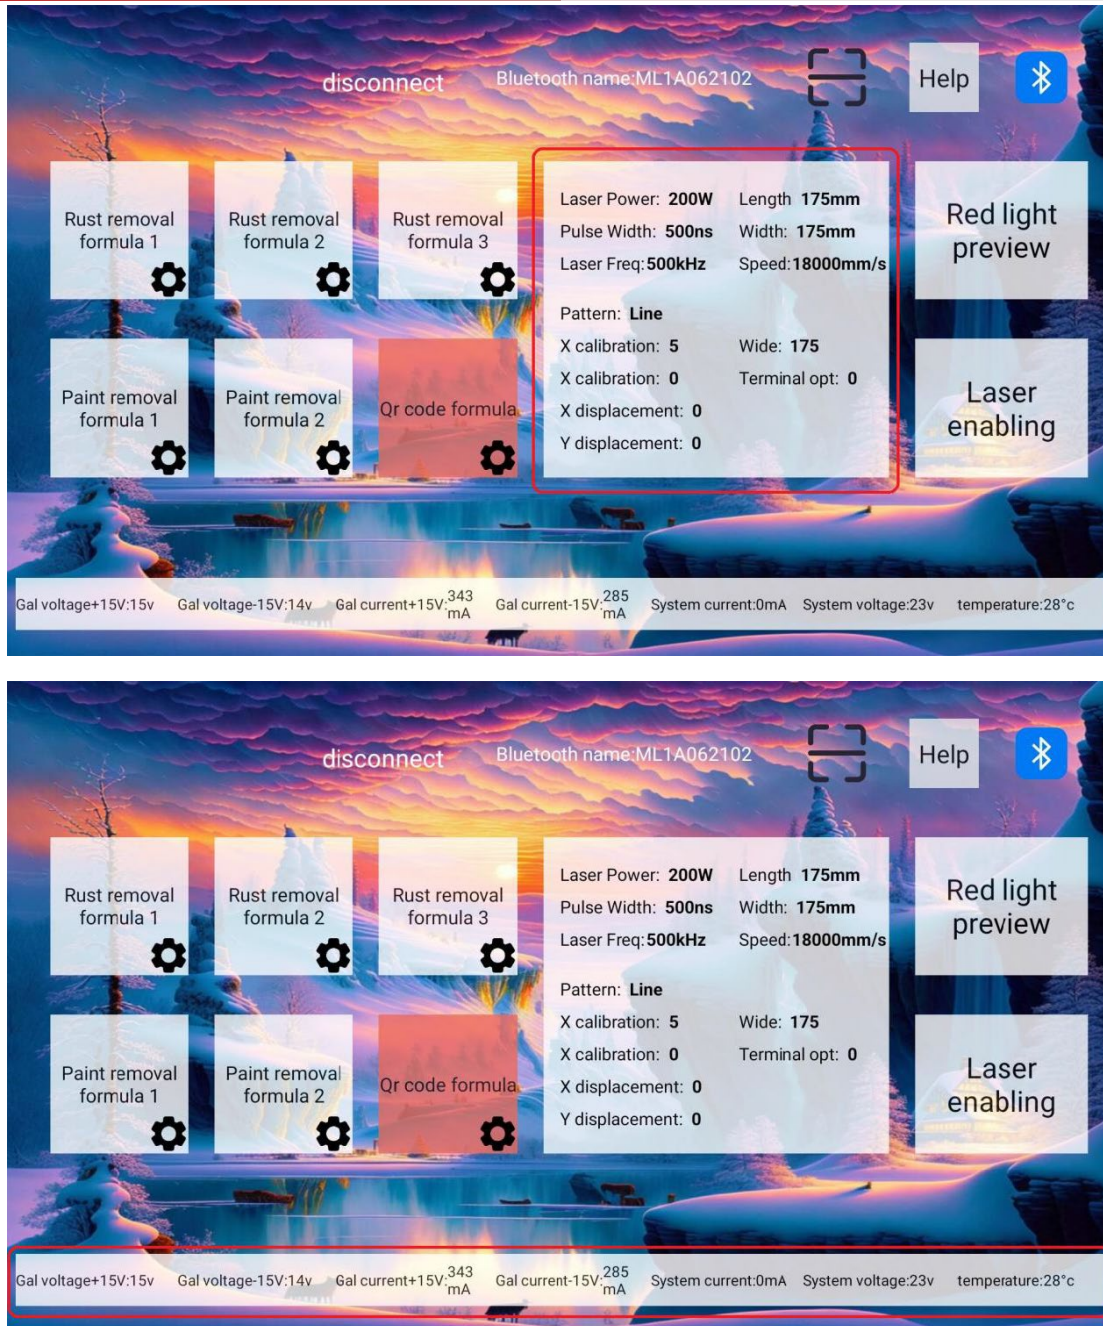 disconnect
Bluetooth name:ML1A062102
Help
Rust removal
formula 1
Rust removal
formula 2
Rust removal
formula 3
Laser Power: 200W Length 175mm
Pulse Width: 500ns Width: 175mm
Laser Freq:500kHz Speed:18000mm/s
Pattern: Line
X calibration: 5 Wide: 175
X calibration: 0 Terminal opt: 0
X displacement: 0
Y displacement: 0
Red light
preview
Paint removal
formula 1
Paint removal
formula 2
Qr code formula
Laser
enabling
Gal voltage+15V:15v Gal voltage-15V:14v Gal current+15V:343 mA Gal current-15V:285 mA System current:0mA System voltage:23v temperature:28°c
disconnect
Bluetooth name:ML1A062102
Help
Rust removal
formula 1
Rust removal
formula 2
Rust removal
formula 3
Laser Power: 200W Length 175mm
Pulse Width: 500ns Width: 175mm
Laser Freq:500kHz Speed:18000mm/s
Pattern: Line
X calibration: 5 Wide: 175
X calibration: 0 Terminal opt: 0
X displacement: 0
Y displacement: 0
Red light
preview
Paint removal
formula 1
Paint removal
formula 2
Qr code formula
Laser
enabling
Gal voltage+15V:15v Gal voltage-15V:14v Gal current+15V:343 mA Gal current-15V:285 mA System current:0mA System voltage:23v temperature:28°c